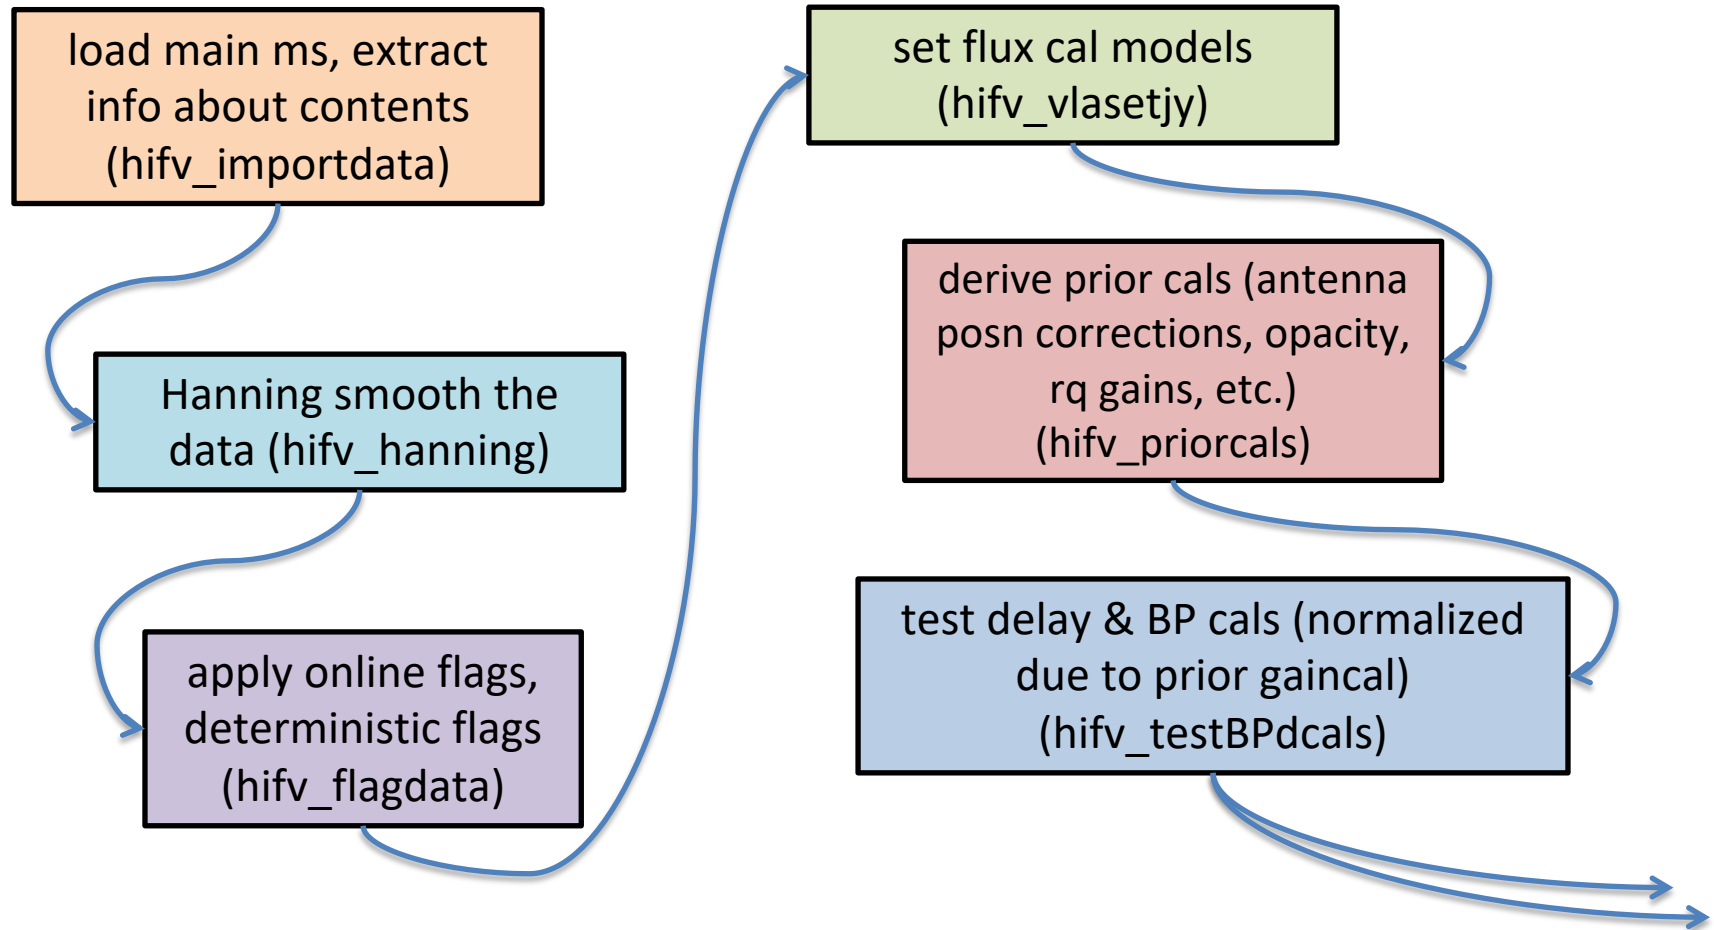 load main ms, extract
info about contents
(hifv_importdata)
Hanning smooth the
data (hifv_hanning)
apply online flags,
deterministic flags
(hifv_flagdata)
set flux cal models
(hifv_vlasetjy)
derive prior cals (antenna
posn corrections, opacity,
rq gains, etc.)
(hifv_priorcals)
test delay & BP cals (normalized
due to prior gaincal)
(hifv_testBPdcals)